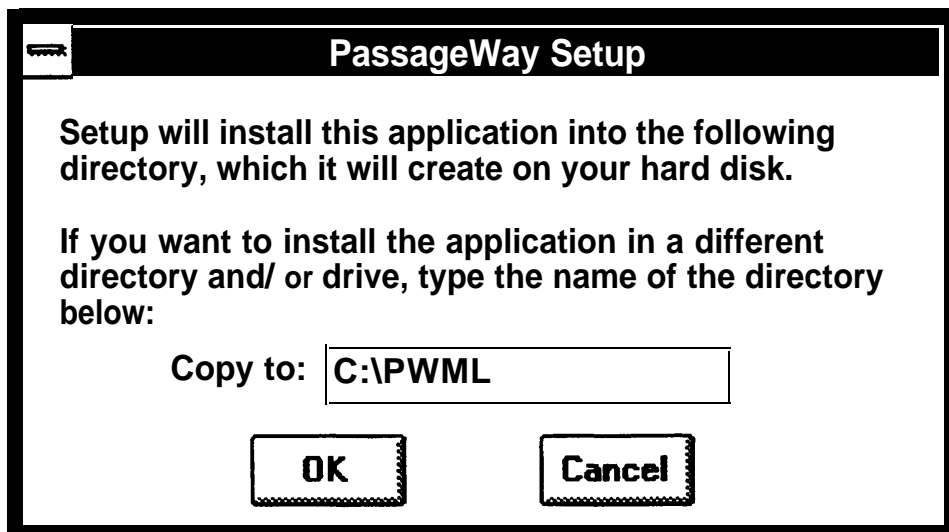 PassageWay Setup
Setup will install this application into the following
directory, which it will create on your hard disk.
If you want to install the application in a different
directory and/ or drive, type the name of the directory
below:
Copy to: C:\PWML
OK Cancel